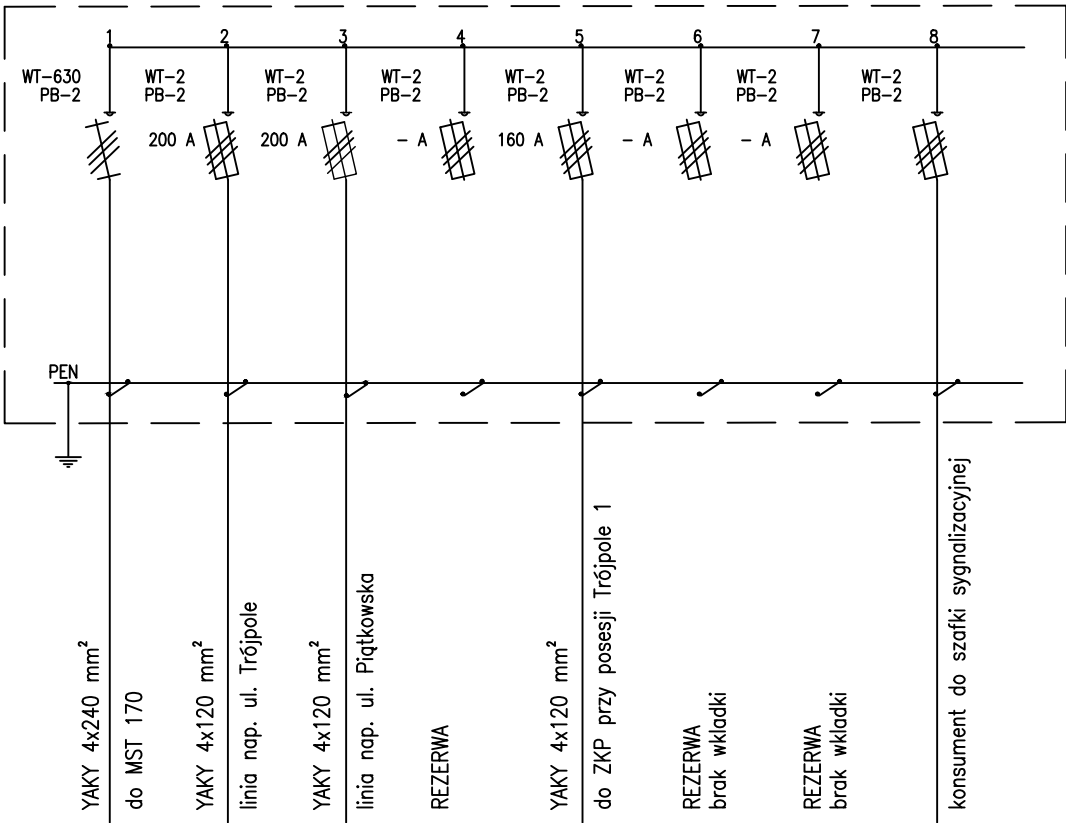 1 2 3 4 5 6 7 8
WT-630
PB-2
WT-2
PB-2
WT-2
PB-2
WT-2
PB-2
WT-2
PB-2
WT-2
PB-2
WT-2
PB-2
WT-2
PB-2
200 A
200 A
- A
160 A
- A
- A
PEN
YAKY 4x240 mm²
do MST 170
YAKY 4x120 mm²
linia nap. ul. Trójpole
YAKY 4x120 mm²
linia nap. ul. Piątkowska
REZERWA
YAKY 4x120 mm²
do ZKP przy posesji Trójpole 1
REZERWA
brak wkladki
REZERWA
brak wkladki
konsument do szafki sygnalizacyjnej